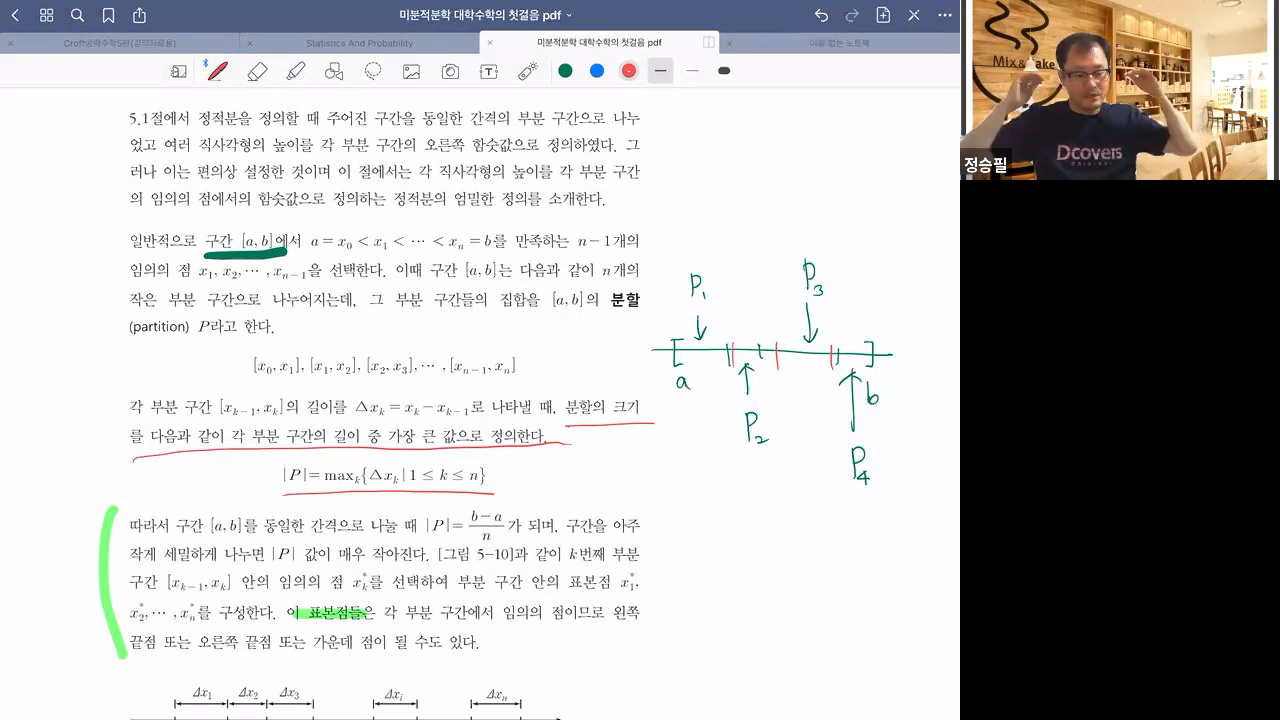 미분적분학 대학수학의 첫걸음 pdf
Croft공학수학5판(강의자료용)
Statistics And Probability
미분적분학 대학수학의 첫걸음 pdf
이름 없는 노트북
5.1절에서 정적분을 정의할 때 주어진 구간을 동일한 간격의 부분 구간으로 나누
었고 여러 직사각형의 높이를 각 부분 구간의 오른쪽 함숫값으로 정의하였다. 그
러나 이는 편의상 설정한 것이며 이 절에서는 각 직사각형의 높이를 각 부분 구간
의 임의의 점에서의 함숫값으로 정의하는 정적분의 엄밀한 정의를 소개한다.
일반적으로 구간 [a, b]에서 a = x₀ < x₁ < ⋯ < xₙ = b를 만족하는 n−1개의
임의의 점 x₁, x₂, ⋯ , xₙ₋₁을 선택한다. 이때 구간 [a, b]는 다음과 같이 n개의
작은 부분 구간으로 나누어지는데, 그 부분 구간들의 집합을 [a, b]의 분할
(partition) P라고 한다.
[x₀, x₁], [x₁, x₂], [x₂, x₃], ⋯ , [xₙ₋₁, xₙ]
각 부분 구간 [xₖ₋₁, xₖ]의 길이를 Δxₖ = xₖ − xₖ₋₁로 나타낼 때, 분할의 크기
를 다음과 같이 각 부분 구간의 길이 중 가장 큰 값으로 정의한다.
|P| = maxₖ{Δxₖ | 1 ≤ k ≤ n}
따라서 구간 [a, b]를 동일한 간격으로 나눌 때 |P| = (b−a)/n가 되며, 구간을 아주
작게 세밀하게 나누면 |P| 값이 매우 작아진다. [그림 5-10]과 같이 k번째 부분
구간 [xₖ₋₁, xₖ] 안의 임의의 점 xₖ*를 선택하여 부분 구간 안의 표본점 x₁*,
x₂*, ⋯ , xₙ*를 구성한다. 이 표본점들은 각 부분 구간에서 임의의 점이므로 왼쪽
끝점 또는 오른쪽 끝점 또는 가운데 점이 될 수도 있다.
Δx₁ Δx₂ Δx₃ Δxᵢ Δxₙ
P₁
P₃
a
b
P₂
P₄
Dcovers
정승필